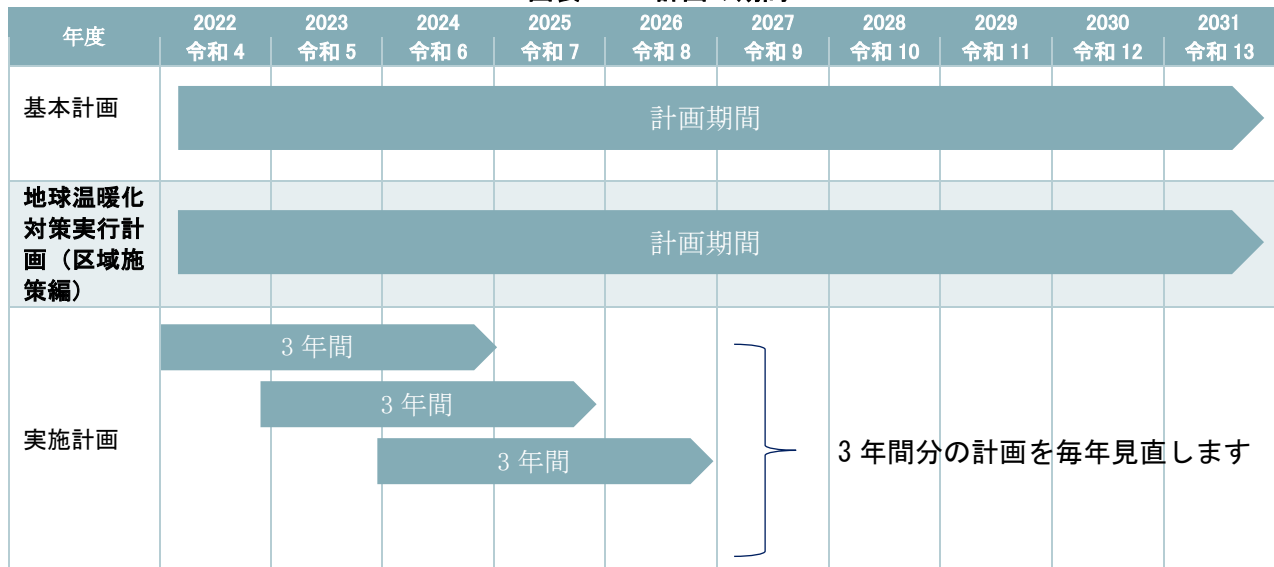 年度
2022 2023 2024 2025 2026 2027 2028 2029 2030 2031
令和 4 令和 5 令和 6 令和 7 令和 8 令和 9 令和 10 令和 11 令和 12 令和 13
基本計画
計画期間
地球温暖化
対策実行計
画（区域施
策編）
計画期間
実施計画
3 年間
3 年間
3 年間
3 年間分の計画を毎年見直します